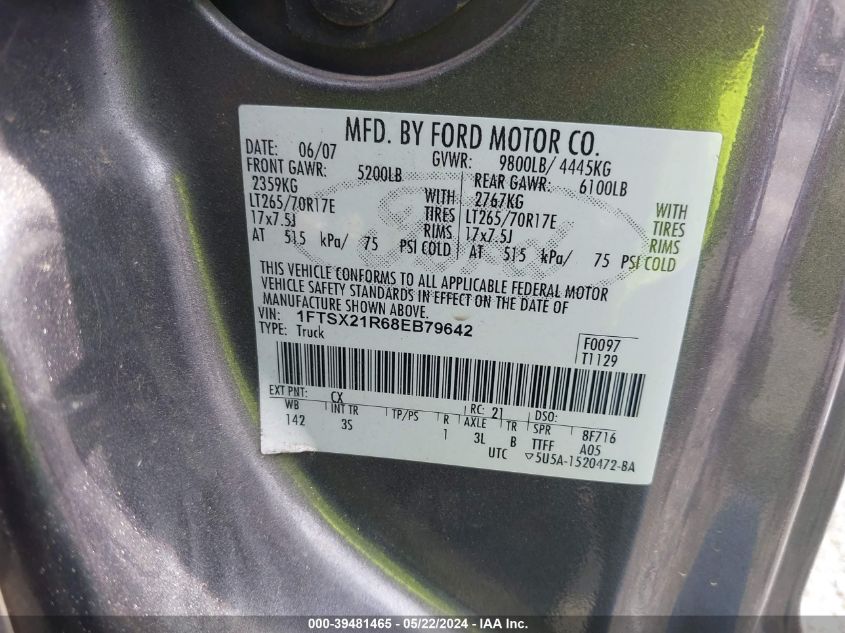 MFD. BY FORD MOTOR CO.
DATE: 06/07 GVWR: 9800LB/ 4445KG
FRONT GAWR: 5200LB REAR GAWR: 6100LB
2359KG WITH 2767KG WITH
LT265/70R17E TIRES LT265/70R17E TIRES
17x7.5J RIMS 17x7.5J RIMS
AT 515 kPa/ 75 PSI COLD AT 515 kPa/ 75 PSI COLD
THIS VEHICLE CONFORMS TO ALL APPLICABLE FEDERAL MOTOR
VEHICLE SAFETY STANDARDS IN EFFECT ON THE DATE OF
MANUFACTURE SHOWN ABOVE.
VIN: 1FTSX21R68EB79642 F0097
TYPE: Truck T1129
EXT PNT: CX RC: 21 DSO:
WB INT TR TP/PS R AXLE TR SPR 8F716
142 3S 1 3L B TTFF A05
UTC ▽5U5A-1520472-BA
Ford
000-39481465 - 05/22/2024 - IAA Inc.